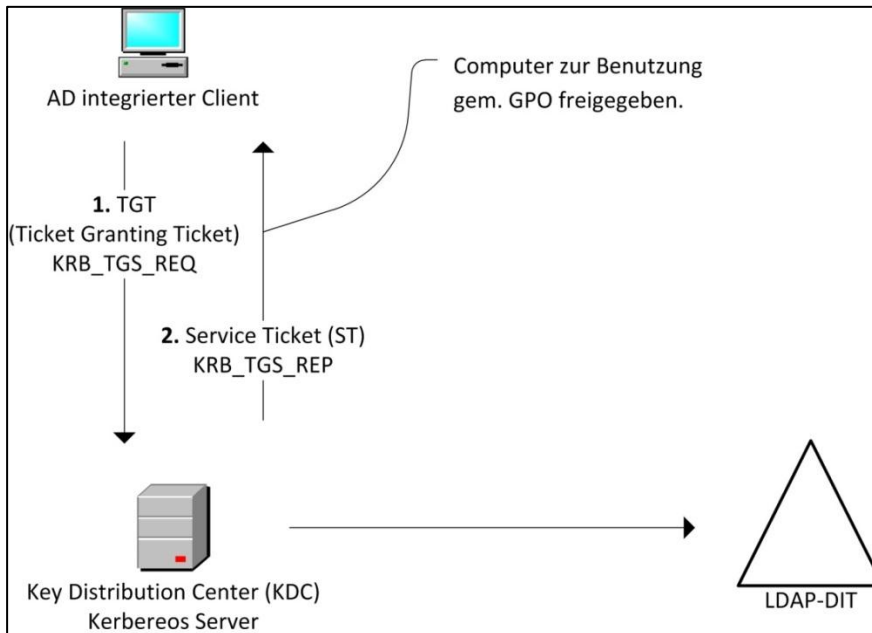 AD integrierter Client
Computer zur Benutzung
gem. GPO freigegeben.
1. TGT
(Ticket Granting Ticket)
KRB_TGS_REQ
2. Service Ticket (ST)
KRB_TGS_REP
Key Distribution Center (KDC)
Kerbereos Server
LDAP-DIT